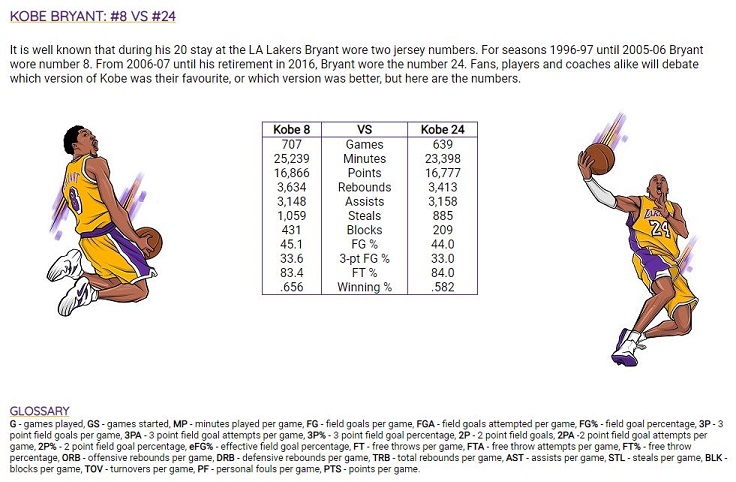 KOBE BRYANT: #8 VS #24
It is well known that during his 20 stay at the LA Lakers Bryant wore two jersey numbers. For seasons 1996-97 until 2005-06 Bryant
wore number 8. From 2006-07 until his retirement in 2016, Bryant wore the number 24. Fans, players and coaches alike will debate
which version of Kobe was their favourite, or which version was better, but here are the numbers.
Kobe 8 VS Kobe 24
707 Games 639
25,239 Minutes 23,398
16,866 Points 16,777
3,634 Rebounds 3,413
3,148 Assists 3,158
1,059 Steals 885
431 Blocks 209
45.1 FG % 44.0
33.6 3-pt FG % 33.0
83.4 FT % 84.0
.656 Winning % .582
8
24
GLOSSARY
G - games played, GS - games started, MP - minutes played per game, FG - field goals per game, FGA - field goals attempted per game, FG% - field goal percentage, 3P - 3
point field goals per game, 3PA - 3 point field goal attempts per game, 3P% - 3 point field goal percentage, 2P - 2 point field goals, 2PA -2 point field goal attempts per
game, 2P% - 2 point field goal percentage, eFG% - effective field goal percentage, FT - free throws per game, FTA - free throw attempts per game, FT% - free throw
percentage, ORB - offensive rebounds per game, DRB - defensive rebounds per game, TRB - total rebounds per game, AST - assists per game, STL - steals per game, BLK -
blocks per game, TOV - turnovers per game, PF - personal fouls per game, PTS - points per game.